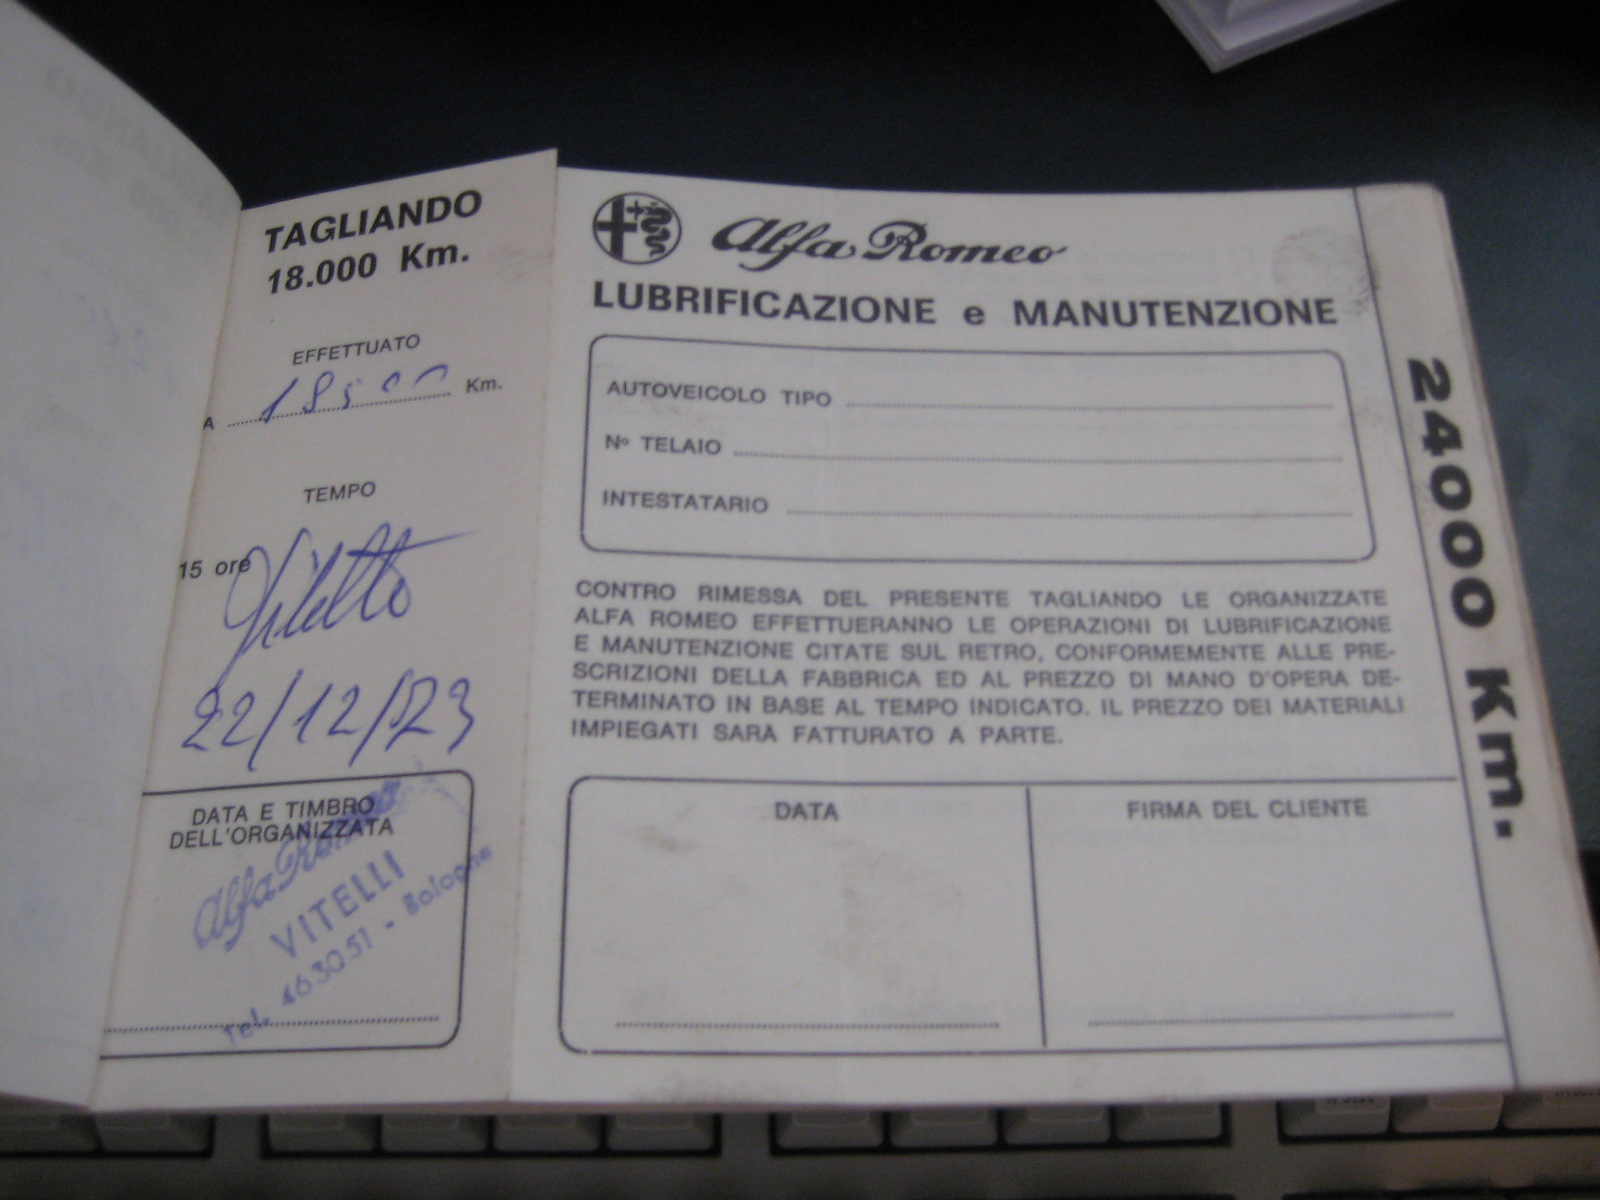 TAGLIANDO
18.000 Km.
EFFETTUATO
A 18500 Km.
TEMPO
15 ore
22/12/73
DATA E TIMBRO
DELL'ORGANIZZATA
Alfa Romeo
VITELLI
Tel. 463051 - Bologna
Alfa Romeo
LUBRIFICAZIONE e MANUTENZIONE
AUTOVEICOLO TIPO
Nº TELAIO
INTESTATARIO
CONTRO RIMESSA DEL PRESENTE TAGLIANDO LE ORGANIZZATE
ALFA ROMEO EFFETTUERANNO LE OPERAZIONI DI LUBRIFICAZIONE
E MANUTENZIONE CITATE SUL RETRO, CONFORMEMENTE ALLE PRE-
SCRIZIONI DELLA FABBRICA ED AL PREZZO DI MANO D'OPERA DE-
TERMINATO IN BASE AL TEMPO INDICATO. IL PREZZO DEI MATERIALI
IMPIEGATI SARÀ FATTURATO A PARTE.
DATA
FIRMA DEL CLIENTE
24000 Km.